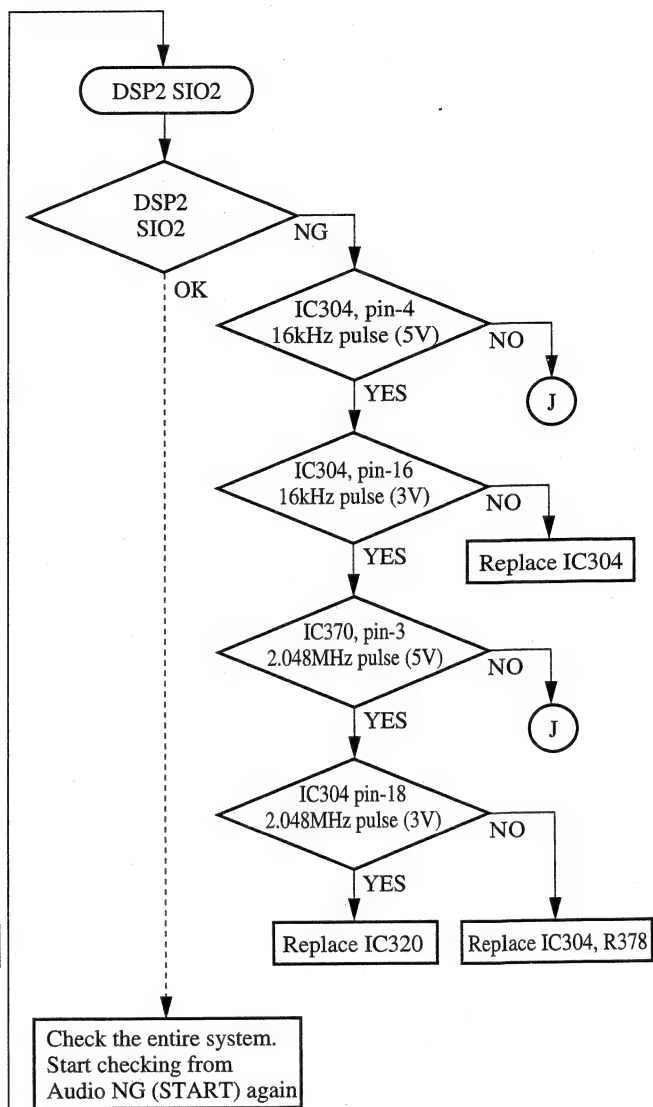 DSP2 SIO2
DSP2
SIO2
NG
OK
IC304, pin-4
16kHz pulse (5V)
NO
J
YES
IC304, pin-16
16kHz pulse (3V)
NO
Replace IC304
YES
IC370, pin-3
2.048MHz pulse (5V)
NO
J
YES
IC304 pin-18
2.048MHz pulse (3V)
NO
YES
Replace IC320
Replace IC304, R378
Check the entire system.
Start checking from
Audio NG (START) again